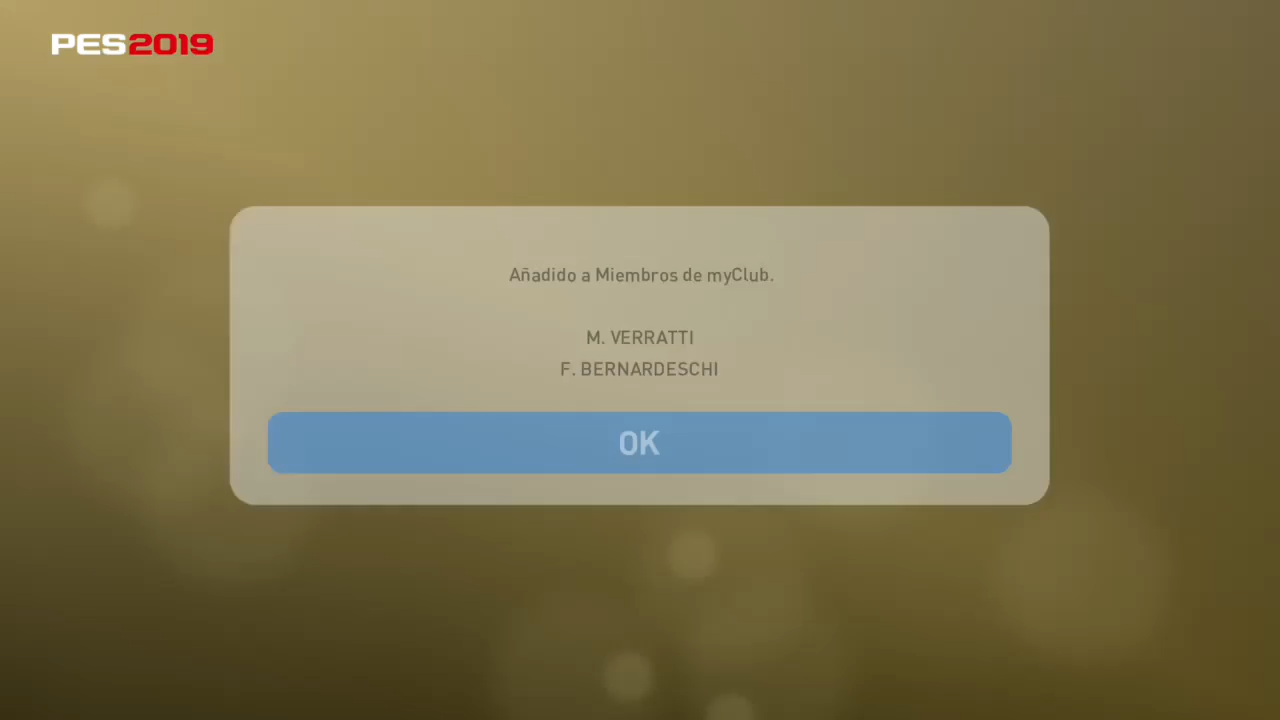 PES2019
Añadido a Miembros de myClub.
M. VERRATTI
F. BERNARDESCHI
OK